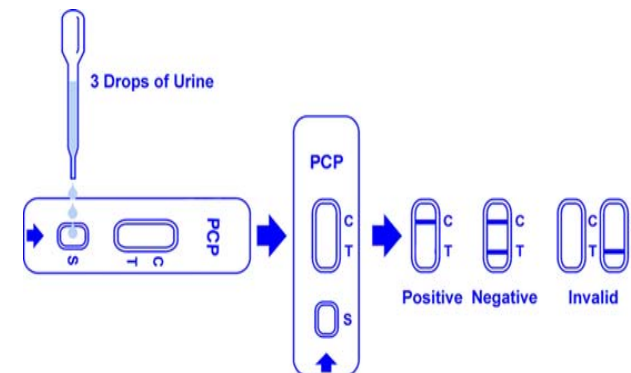 3 Drops of Urine
S
T C
PCP
PCP
C
T
S
C
T
Positive
C
T
Negative
C
T
Invalid